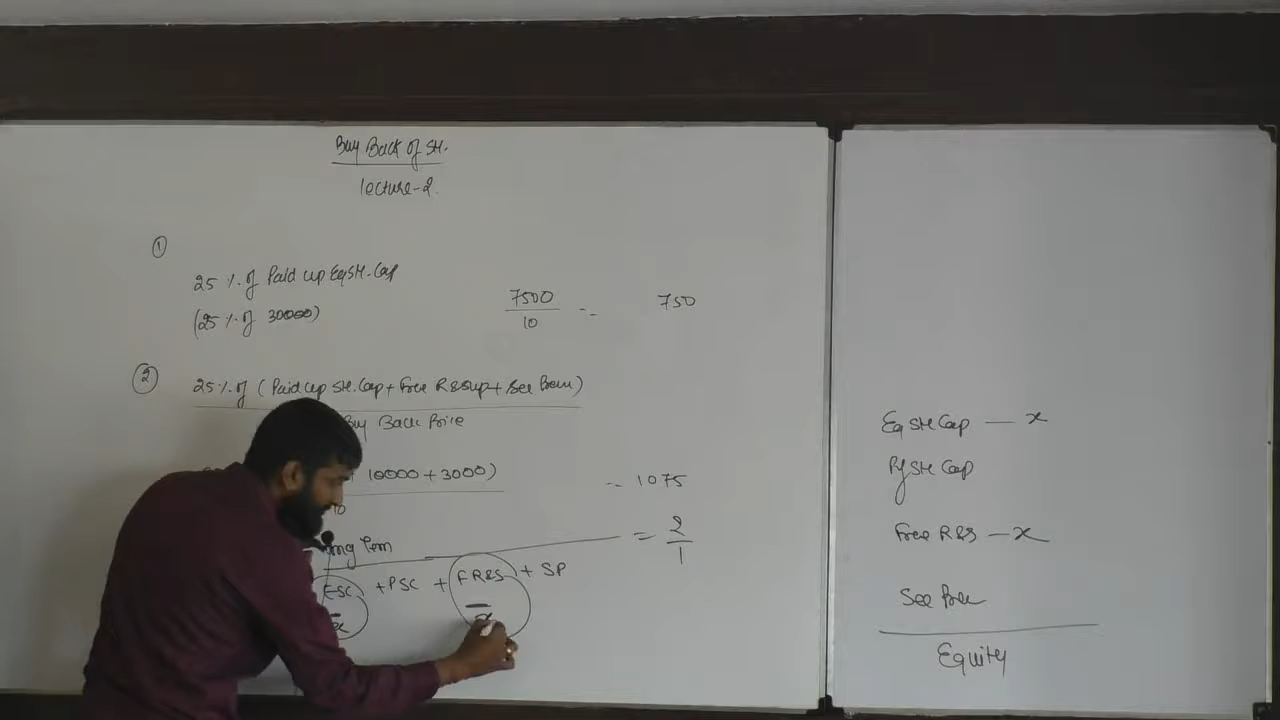 Buy Back of SH.
Lecture-2
①
25 %. of Paid up Eq SH. Cap
(25 %. of 30000)
7500
10
750
②
25 %. of (Paid up SH. Cap + Free R&Sup + Sec Prem)
Buy Back Price
10000 + 3000)
10
= 1075
Term
= 2
1
ESC + PSC + FR&S + SP
x
x
Eq SH Cap — x
Pf SH Cap
Free R&S — x
Sec Prem
Equity